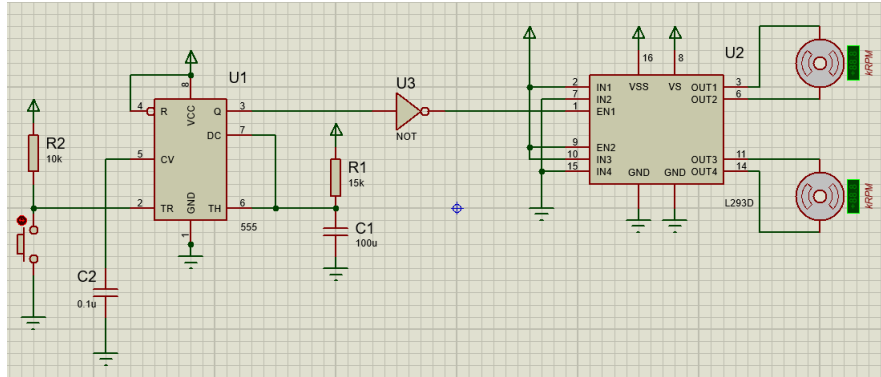 U1
U2
U3
8
VCC
4
R
Q
3
DC
7
NOT
R2
10k
5
CV
R1
15k
2
TR
GND
1
TH
6
555
C1
100u
C2
0.1u
16
8
VSS
VS
2
IN1
7
IN2
1
EN1
9
EN2
10
IN3
15
IN4
OUT1
3
OUT2
6
OUT3
11
OUT4
14
GND
GND
L293D
kRPM
kRPM